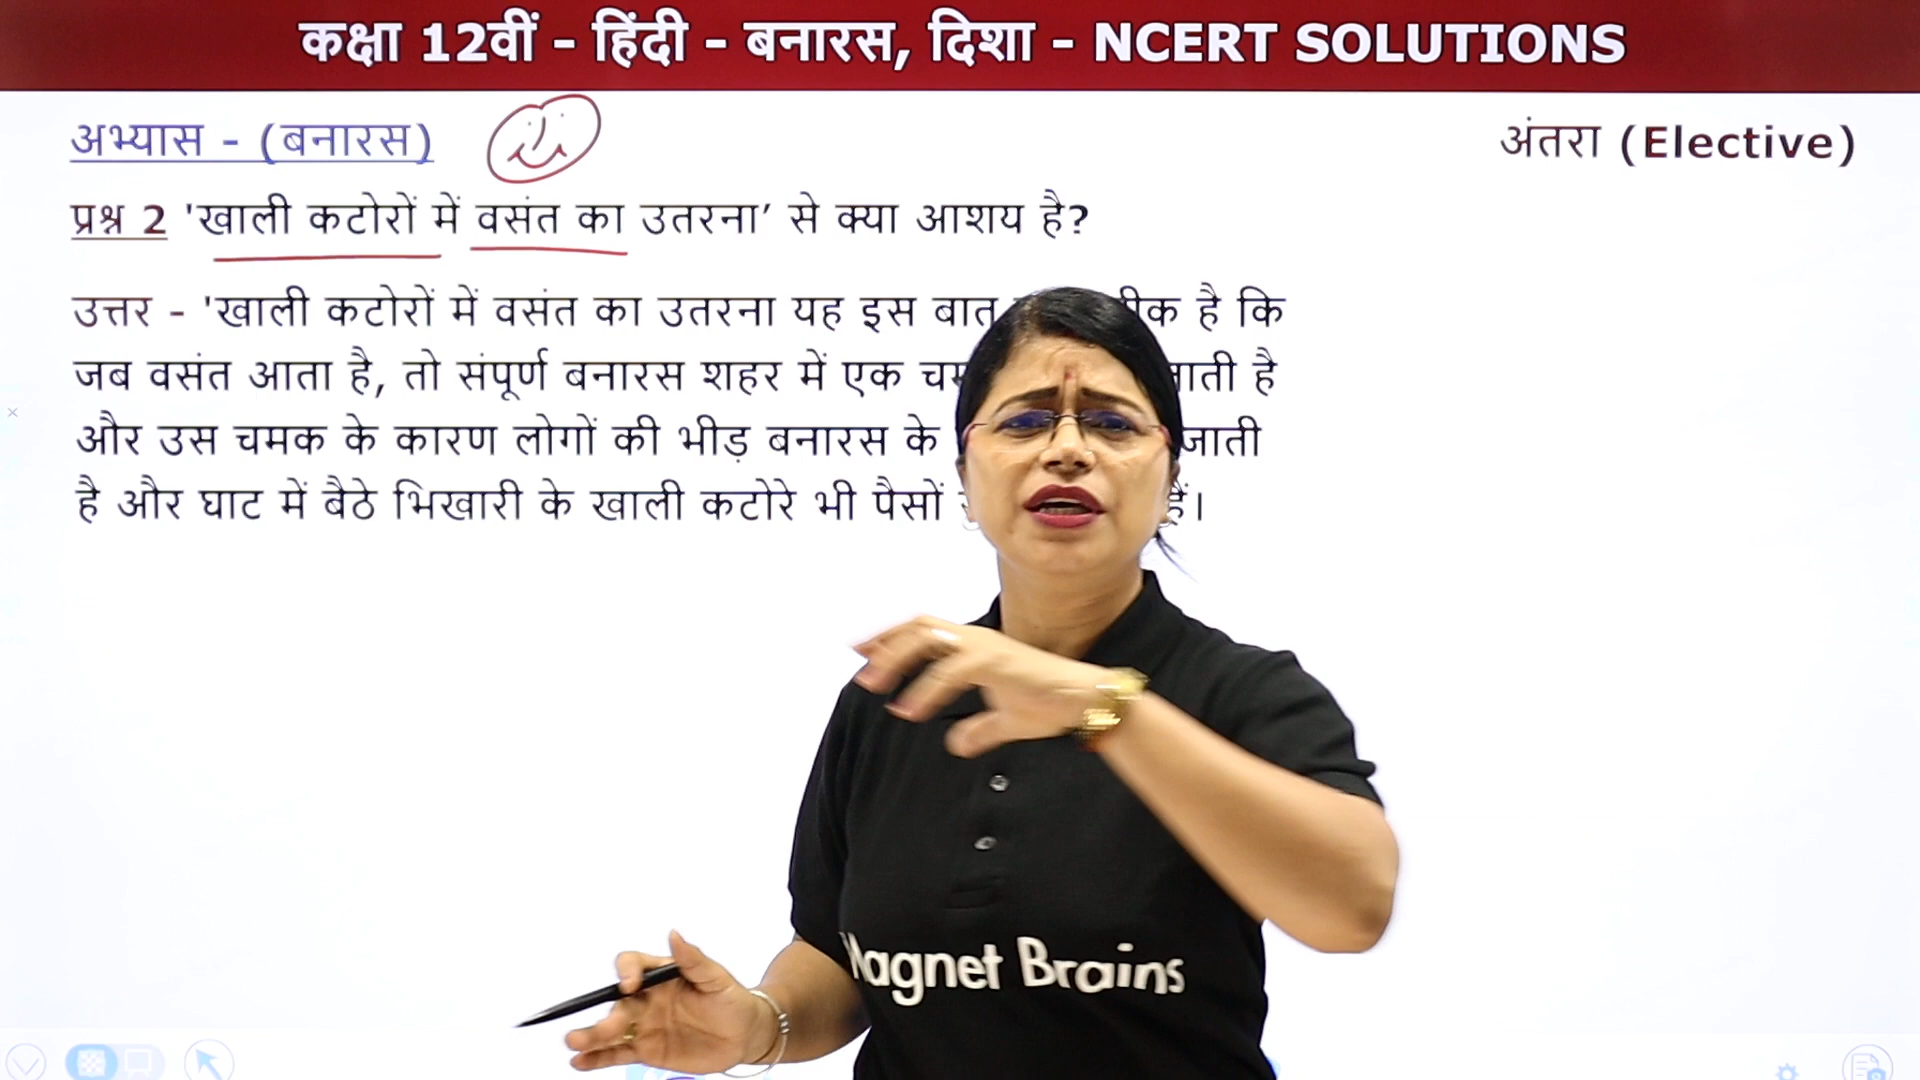 कक्षा 12वीं - हिंदी - बनारस, दिशा - NCERT SOLUTIONS
अभ्यास - (बनारस)
अंतरा (Elective)
प्रश्न 2 'खाली कटोरों में वसंत का उतरना’ से क्या आशय है?
उत्तर - 'खाली कटोरों में वसंत का उतरना यह इस बात है कि
जब वसंत आता है, तो संपूर्ण बनारस शहर में एक है
और उस चमक के कारण लोगों की भीड़ बनारस के जाती
है और घाट में बैठे भिखारी के खाली कटोरे भी पैसों हैं।
Magnet Brains